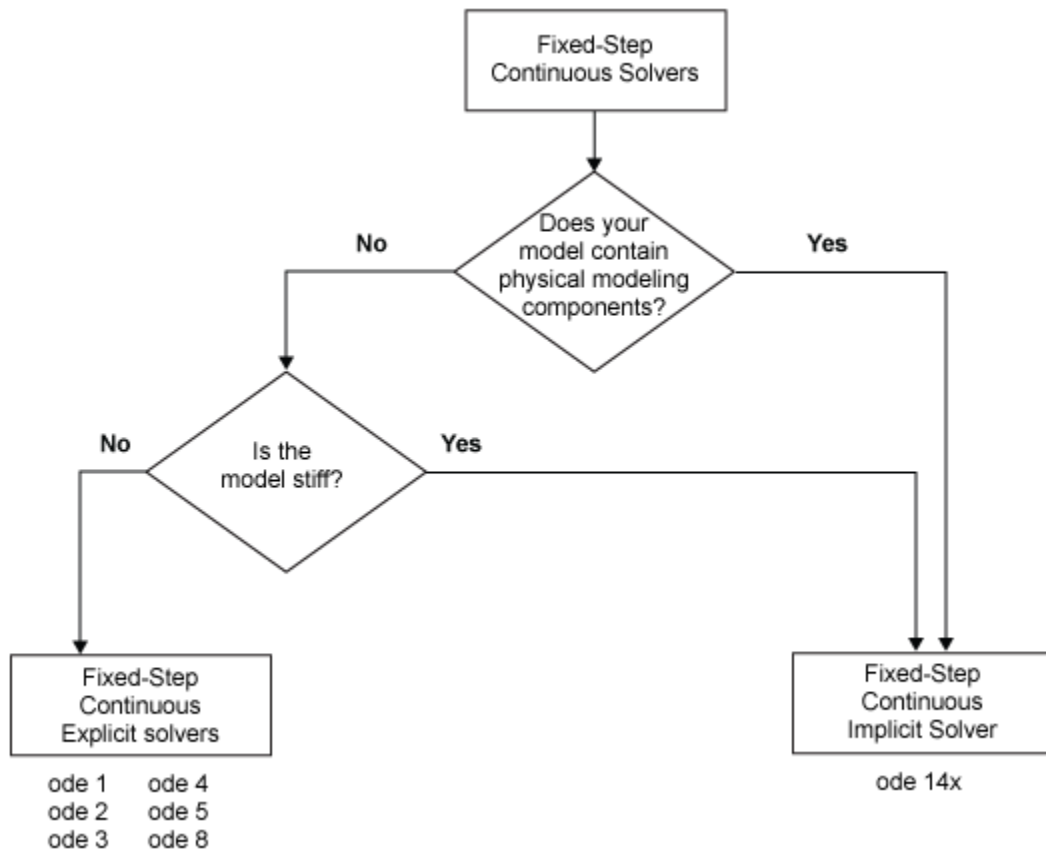 Fixed-Step
Continuous Solvers
Does your
model contain
physical modeling
components?
No
Yes
Is the
model stiff?
No
Yes
Fixed-Step
Continuous
Explicit solvers
Fixed-Step
Continuous
Implicit Solver
ode 1 ode 4
ode 2 ode 5
ode 3 ode 8
ode 14x